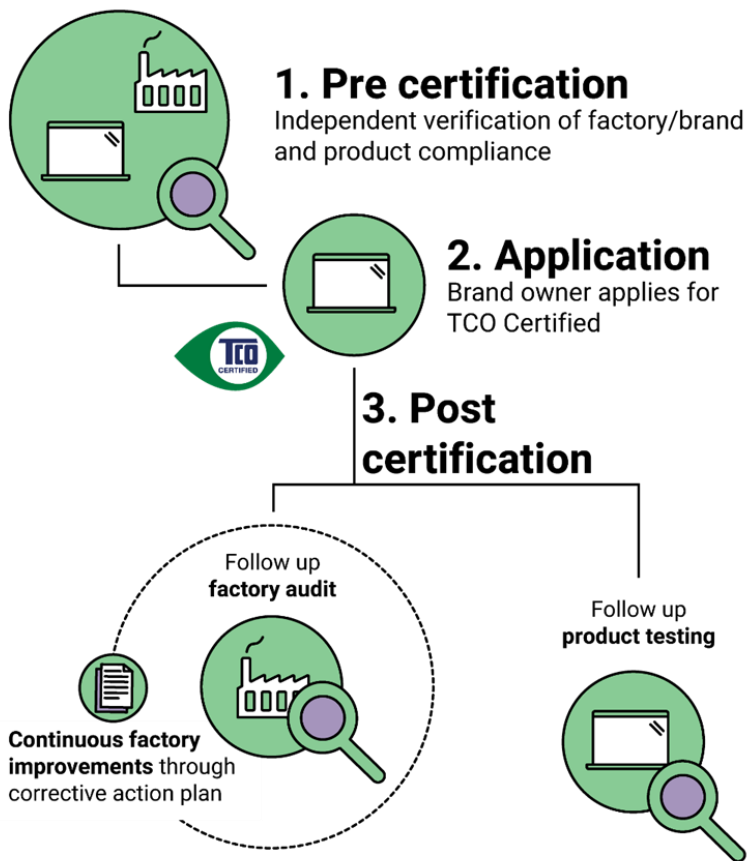 1. Pre certification
Independent verification of factory/brand
and product compliance
2. Application
Brand owner applies for
TCO Certified
TCO
CERTIFIED
3. Post
certification
Follow up
factory audit
Continuous factory
improvements through
corrective action plan
Follow up
product testing